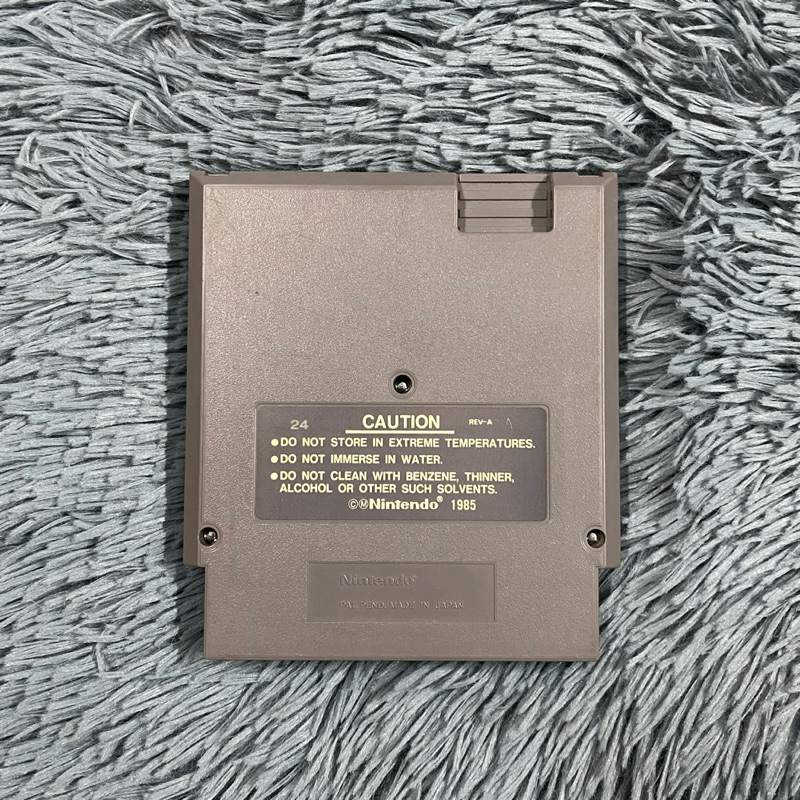 24 CAUTION REV-A A
●DO NOT STORE IN EXTREME TEMPERATURES.
●DO NOT IMMERSE IN WATER.
●DO NOT CLEAN WITH BENZENE, THINNER,
ALCOHOL OR OTHER SUCH SOLVENTS.
©ⓂNintendo® 1985
Nintendo®
PAT. PEND. MADE IN JAPAN